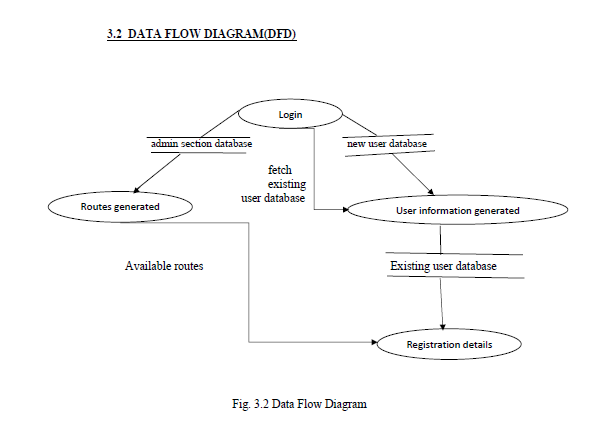 3.2 DATA FLOW DIAGRAM(DFD)
Login
admin section database
new user database
fetch
existing
user database
Routes generated
User information generated
Available routes
Existing user database
Registration details
Fig. 3.2 Data Flow Diagram